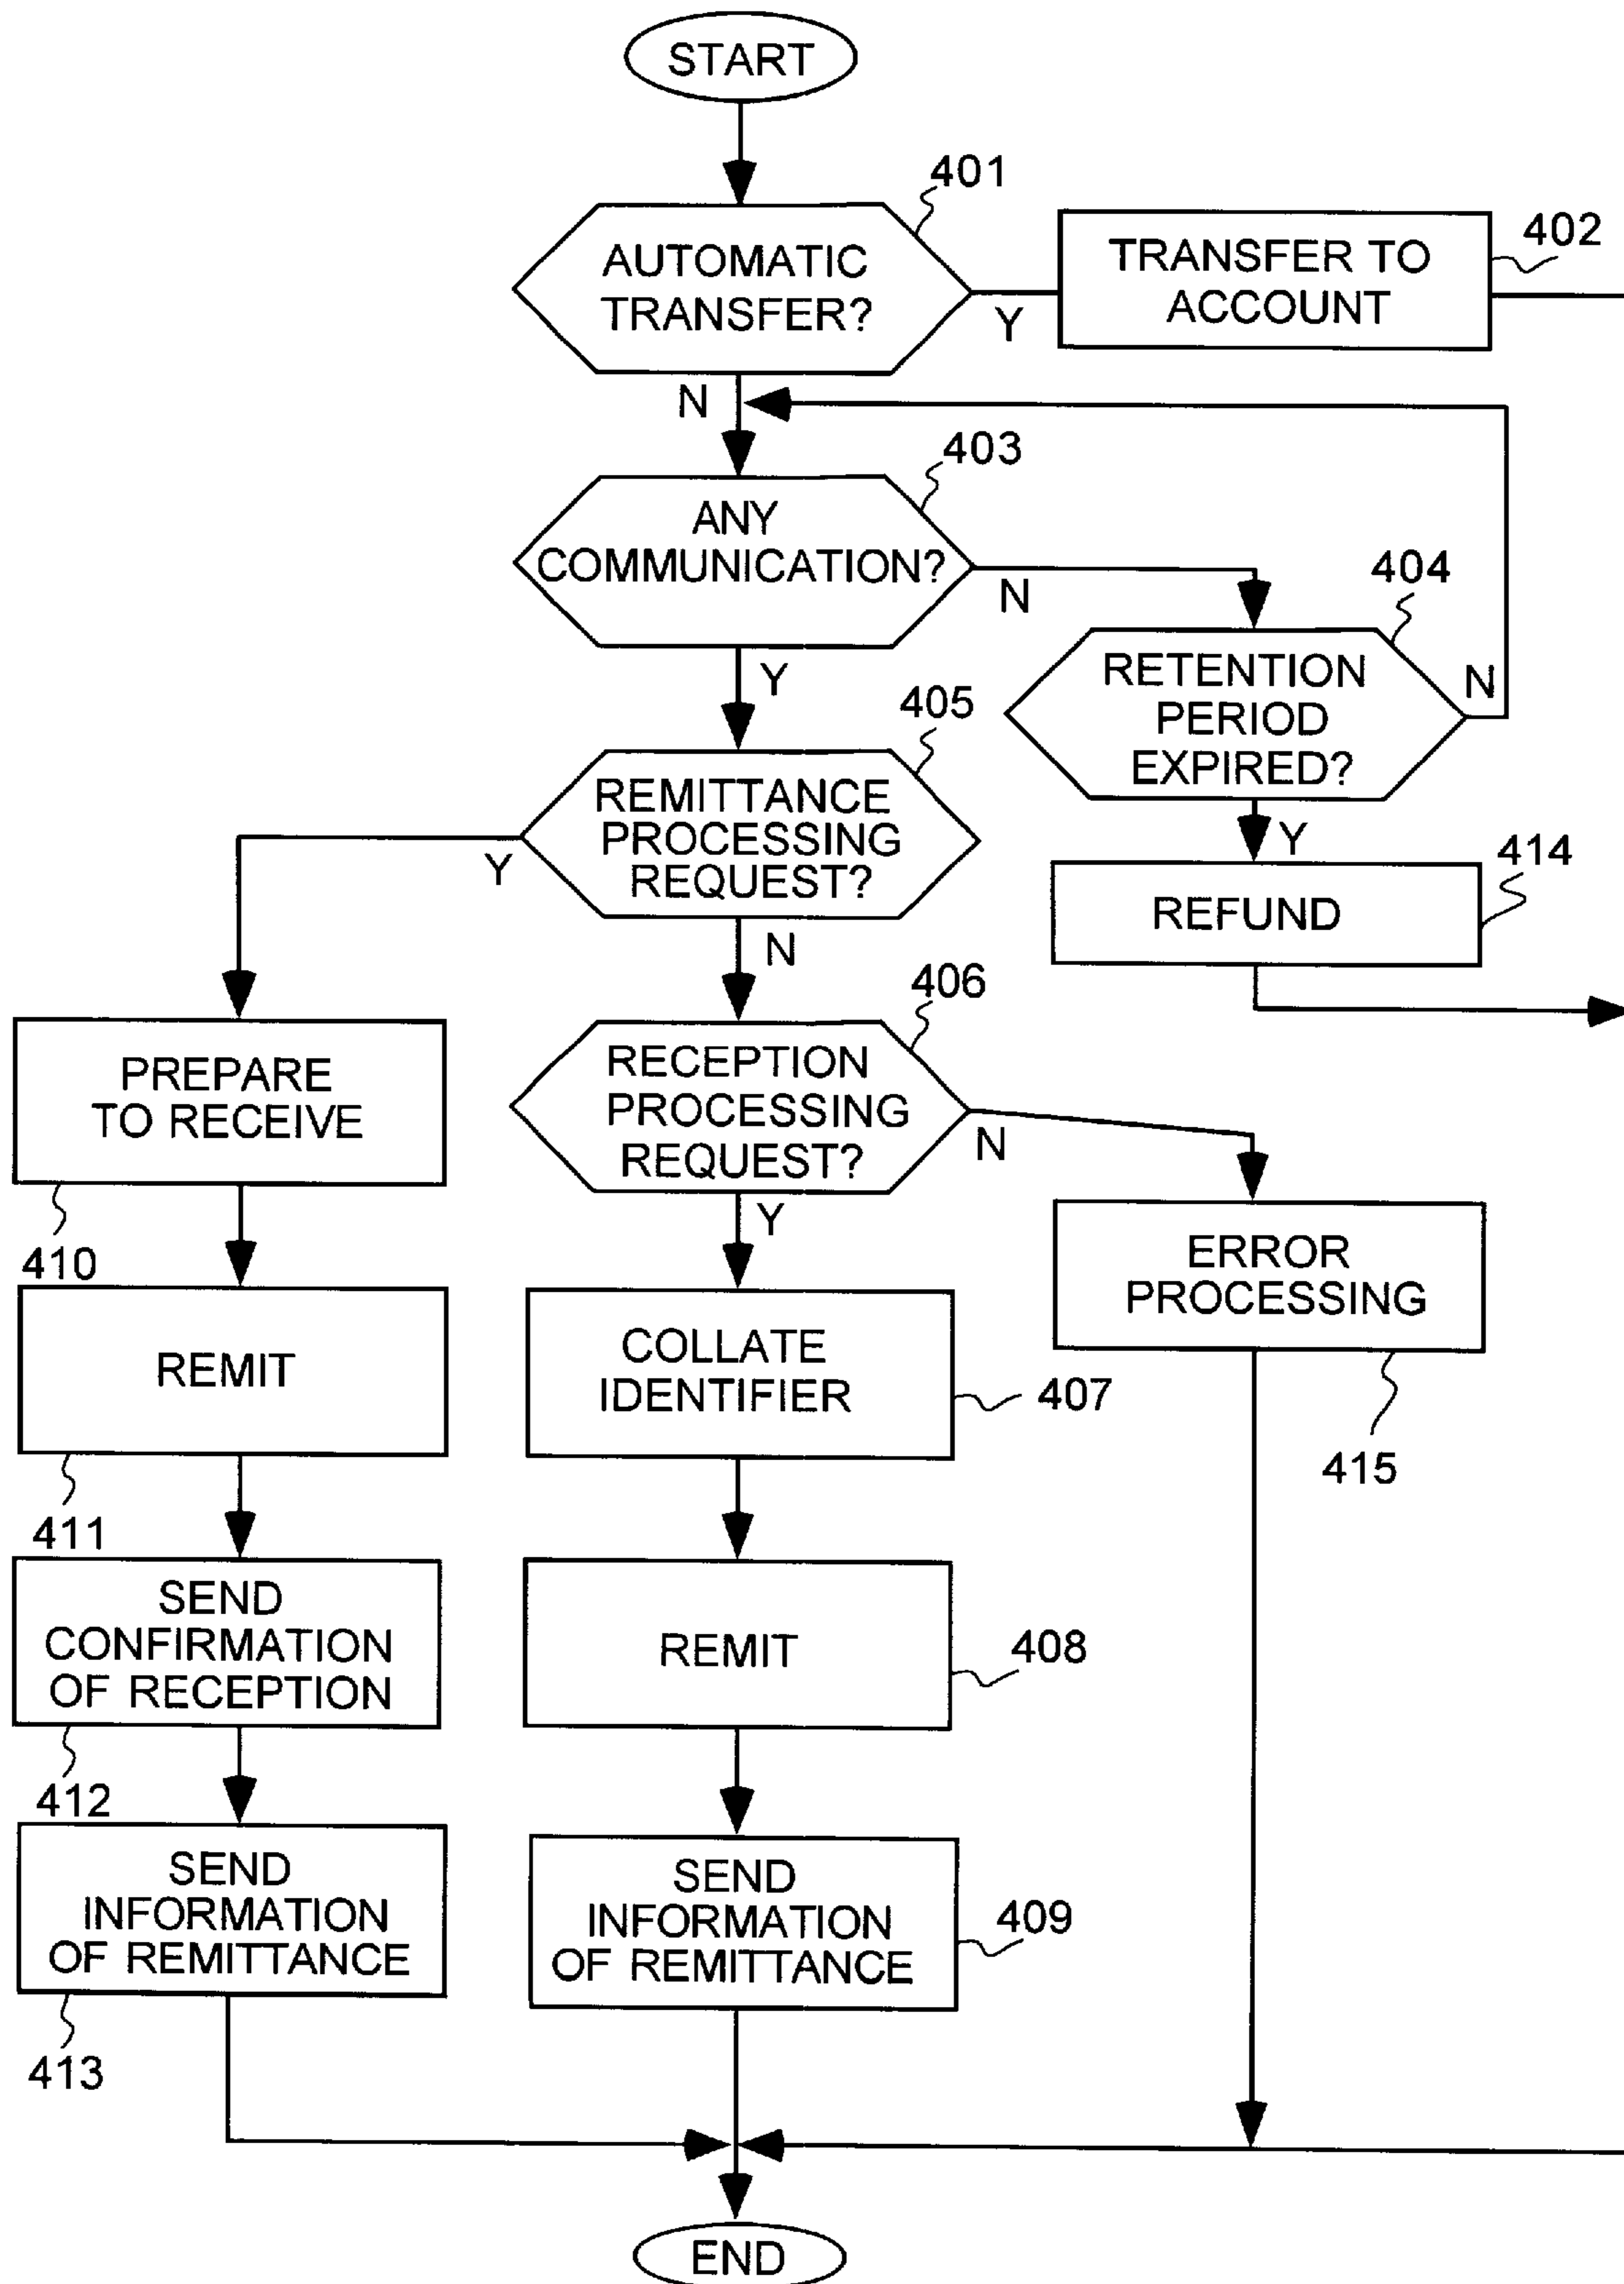 START
401
AUTOMATIC
TRANSFER?
Y
TRANSFER TO
ACCOUNT
402
N
403
ANY
COMMUNICATION?
N
404
RETENTION
PERIOD
EXPIRED?
N
Y
405
REMITTANCE
PROCESSING
REQUEST?
Y
Y
414
REFUND
N
406
RECEPTION
PROCESSING
REQUEST?
N
PREPARE
TO RECEIVE
410
Y
ERROR
PROCESSING
415
REMIT
411
COLLATE
IDENTIFIER
407
SEND
CONFIRMATION
OF RECEPTION
412
REMIT
408
SEND
INFORMATION
OF REMITTANCE
413
SEND
INFORMATION
OF REMITTANCE
409
END